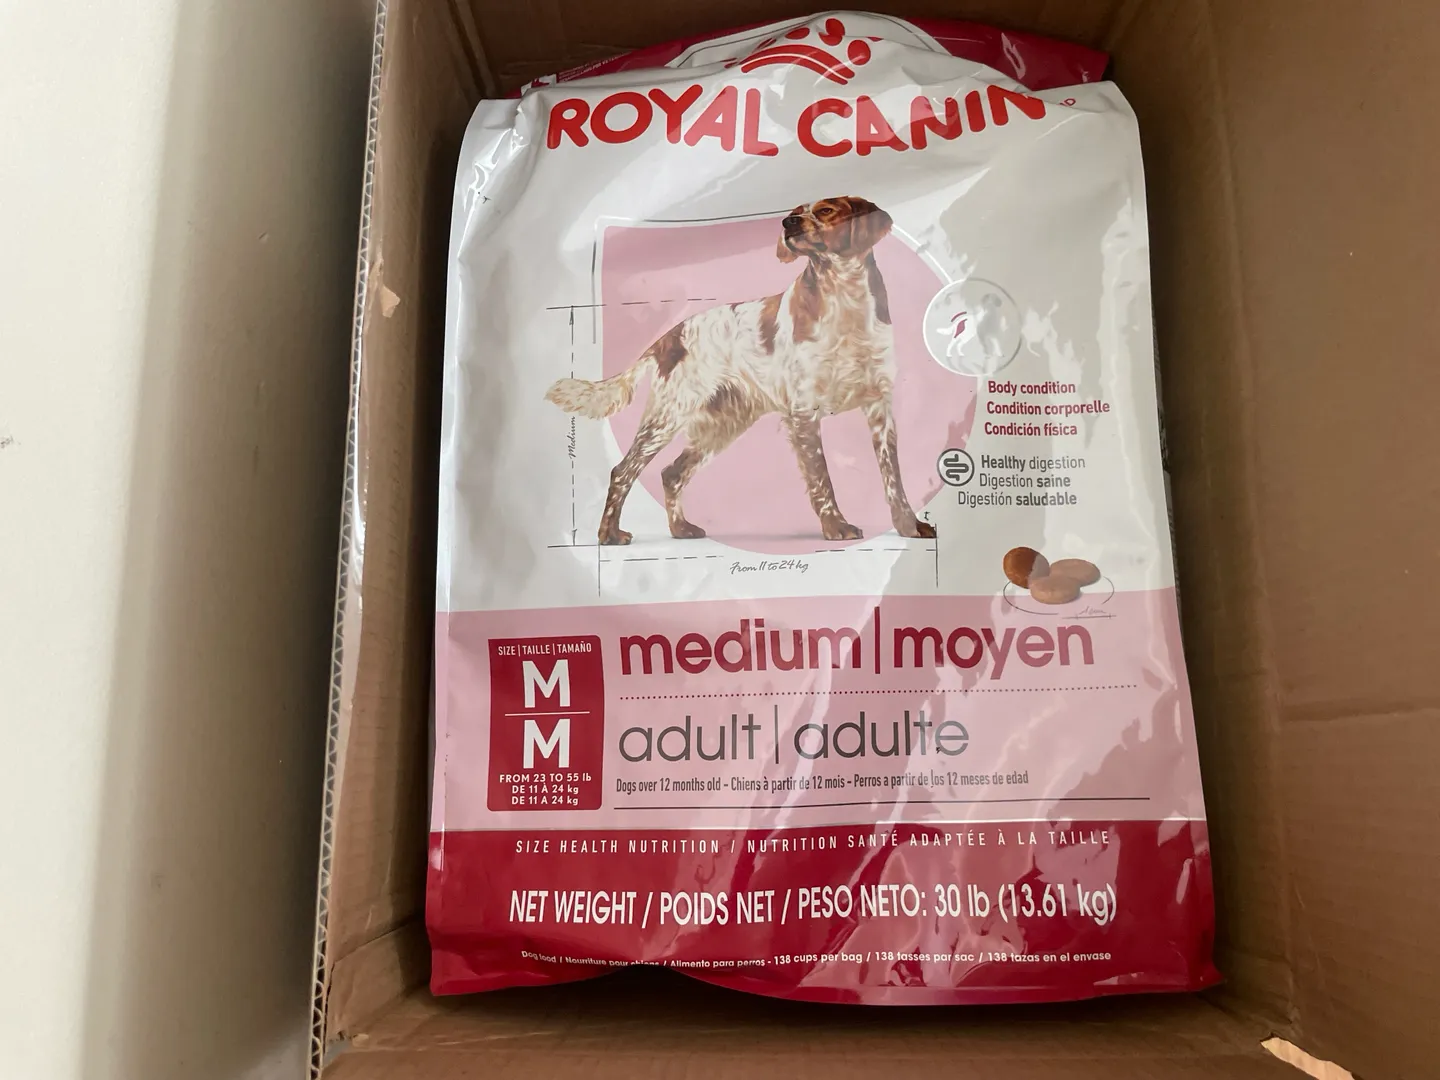 ROYAL CANIN
Body condition
Condition corporelle
Condición física
Healthy digestion
Digestion saine
Digestión saludable
Medium
From 11 to 24 kg
SIZE | TAILLE | TAMAÑO
M
M
FROM 23 TO 55 lb
DE 11 À 24 kg
DE 11 A 24 kg
medium | moyen
adult | adulte
Dogs over 12 months old - Chiens à partir de 12 mois - Perros a partir de los 12 meses de edad
SIZE HEALTH NUTRITION / NUTRITION SANTÉ ADAPTÉE À LA TAILLE
NET WEIGHT / POIDS NET / PESO NETO: 30 lb (13.61 kg)
Dog food / Nourriture pour chiens / Alimento para perros - 138 cups per bag / 138 tasses par sac / 138 tazas en el envase